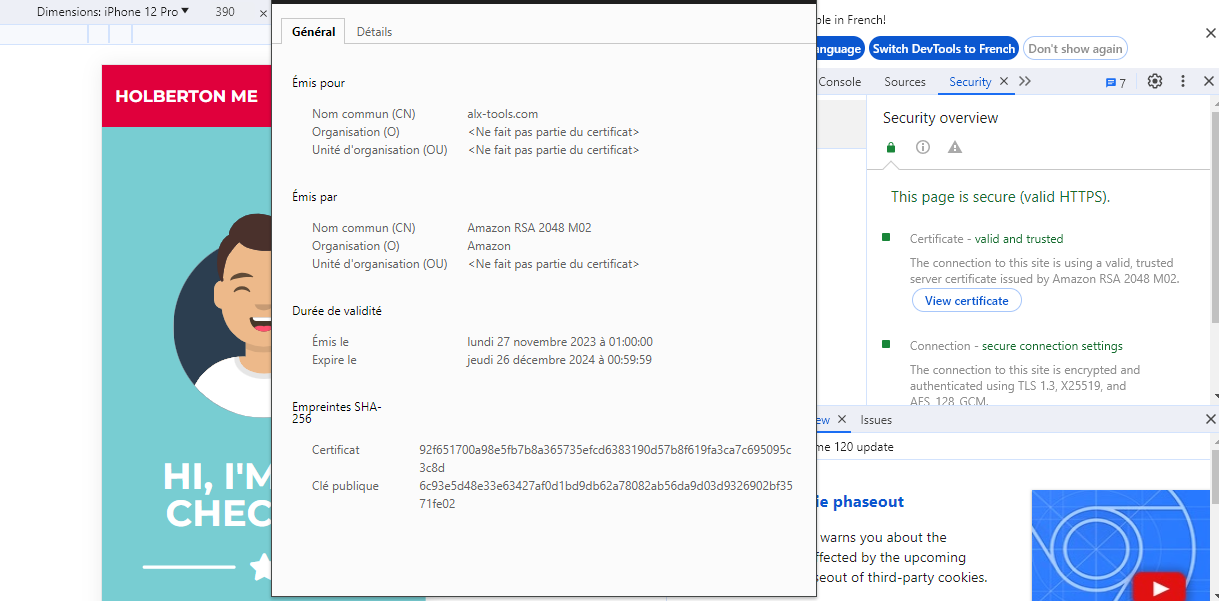 Dimensions: iPhone 12 Pro ▼ 390 ×
HOLBERTON ME
HI, I'M
CHEC
Général Détails
Émis pour
Nom commun (CN) alx-tools.com
Organisation (O) <Ne fait pas partie du certificat>
Unité d'organisation (OU) <Ne fait pas partie du certificat>
Émis par
Nom commun (CN) Amazon RSA 2048 M02
Organisation (O) Amazon
Unité d'organisation (OU) <Ne fait pas partie du certificat>
Durée de validité
Émis le lundi 27 novembre 2023 à 01:00:00
Expire le jeudi 26 décembre 2024 à 00:59:59
Empreintes SHA-
256
Certificat 92f651700a98e5fb7b8a365735efcd6383190d57b8f619fa3ca7c695095c
3c8d
Clé publique 6c93e5d48e33e63427af0d1bd9db62a78082ab56da9d03d9326902bf35
71fe02
ble in French!
anguage Switch DevTools to French Don't show again
Console Sources Security × 7
Security overview
This page is secure (valid HTTPS).
Certificate - valid and trusted
The connection to this site is using a valid, trusted
server certificate issued by Amazon RSA 2048 M02.
View certificate
Connection - secure connection settings
The connection to this site is encrypted and
authenticated using TLS 1.3, X25519, and
AES_128_GCM.
ew × Issues
me 120 update
ie phaseout
warns you about the
ffected by the upcoming
seout of third-party cookies.